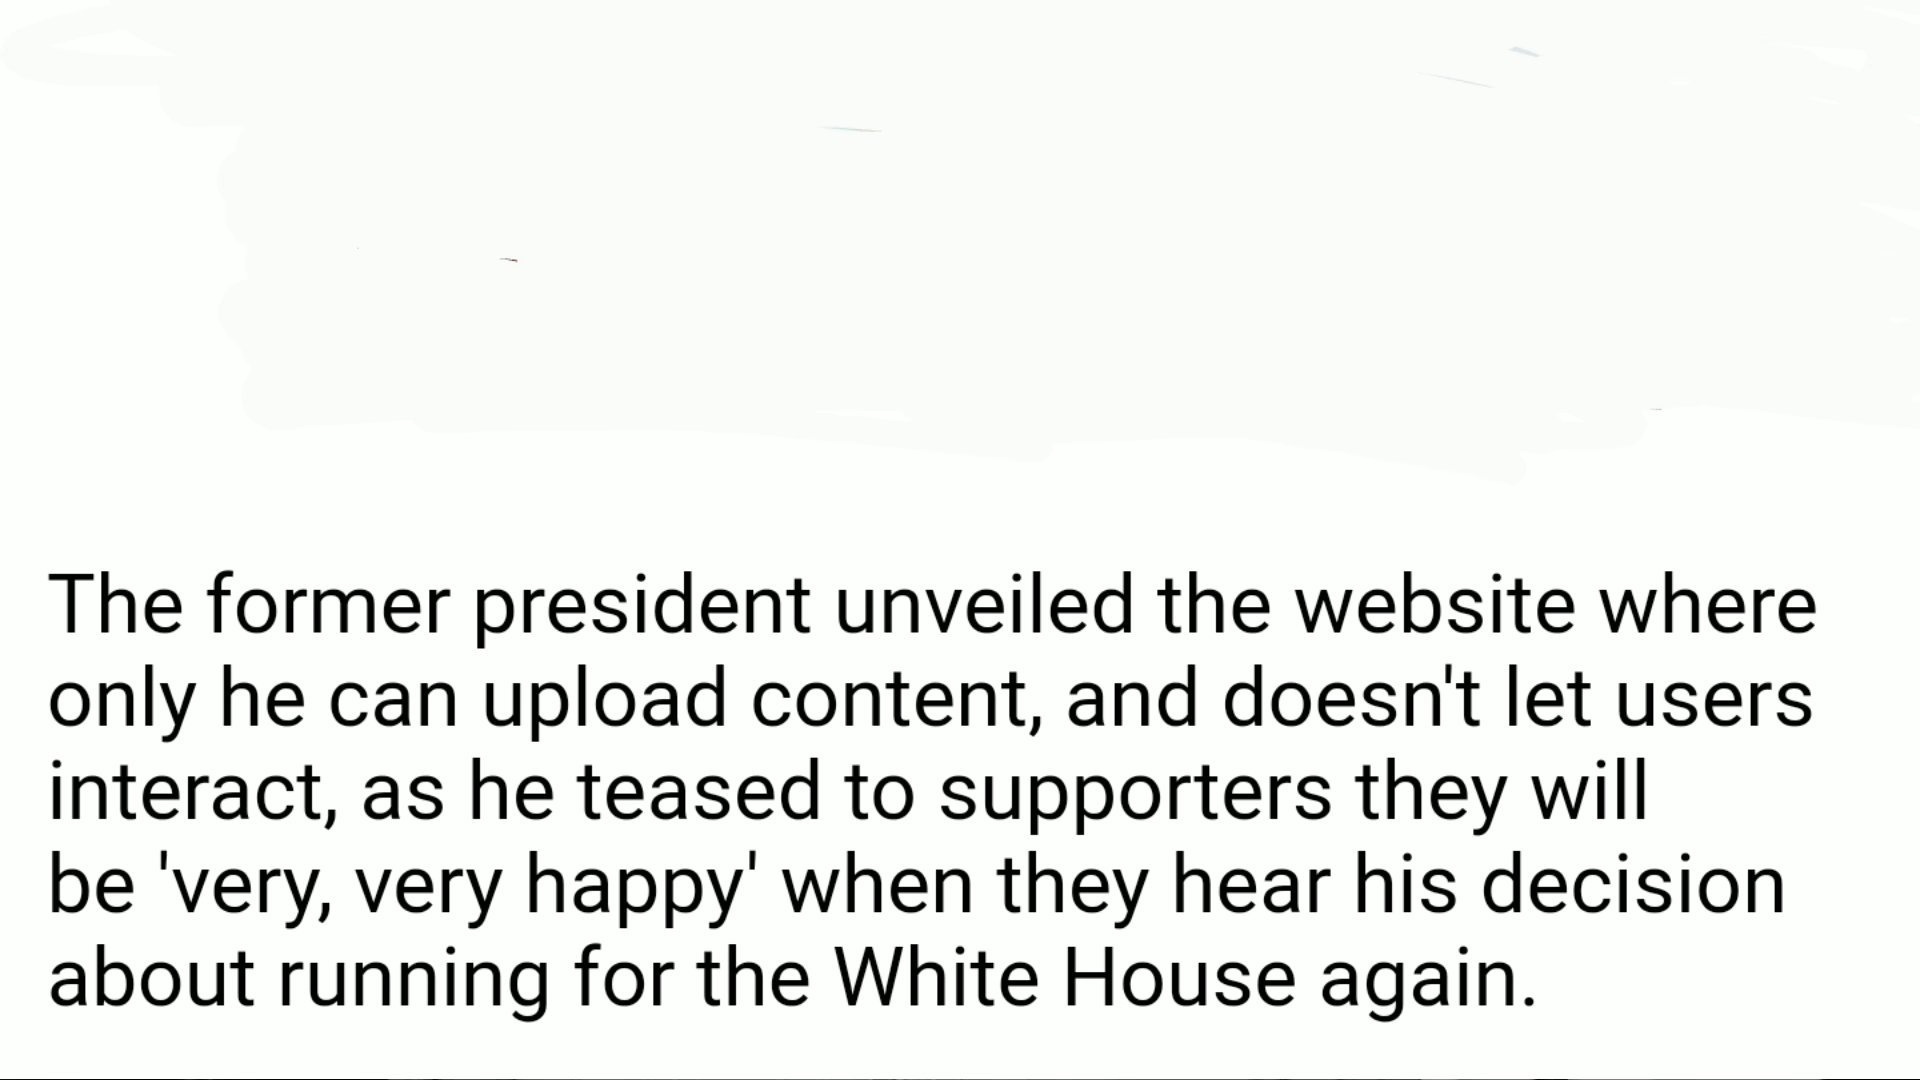 The former president unveiled the website where
only he can upload content, and doesn't let users
interact, as he teased to supporters they will
be 'very, very happy' when they hear his decision
about running for the White House again.